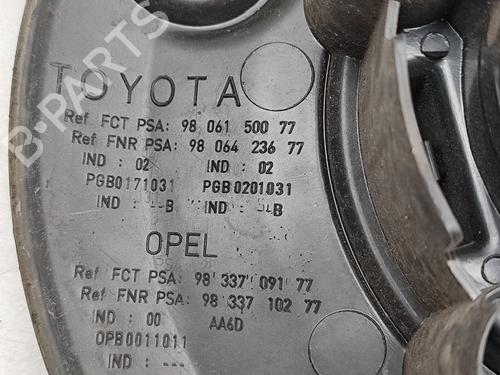 B-PARTS
TOYOTA
Ref FCT PSA: 98 061 500 77
Ref FNR PSA: 98 064 236 77
IND : 02 IND : 02
PGB0171031 PGB0201031
IND : --B IND : --B
OPEL
Ref FCT PSA: 98 337 091 77
Ref FNR PSA: 98 337 102 77
IND : 00 AA6D
OPB0011011
IND : ---